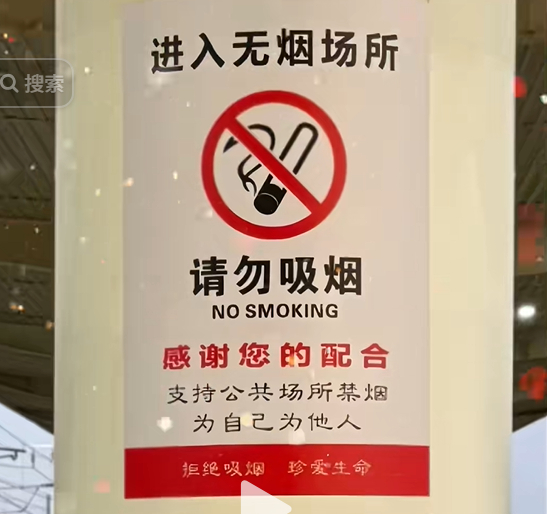 搜索
进入无烟场所
请勿吸烟
NO SMOKING
感谢您的配合
支持公共场所禁烟
为自己为他人
拒绝吸烟 珍爱生命